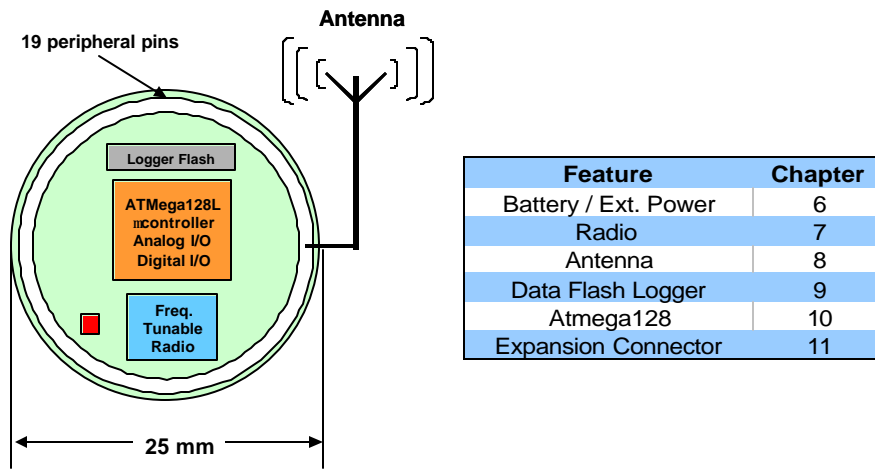 Antenna
19 peripheral pins
Logger Flash
ATMega128L
mcontroller
Analog I/O
Digital I/O
Freq.
Tunable
Radio
25 mm
Feature Chapter
Battery / Ext. Power 6
Radio 7
Antenna 8
Data Flash Logger 9
Atmega128 10
Expansion Connector 11